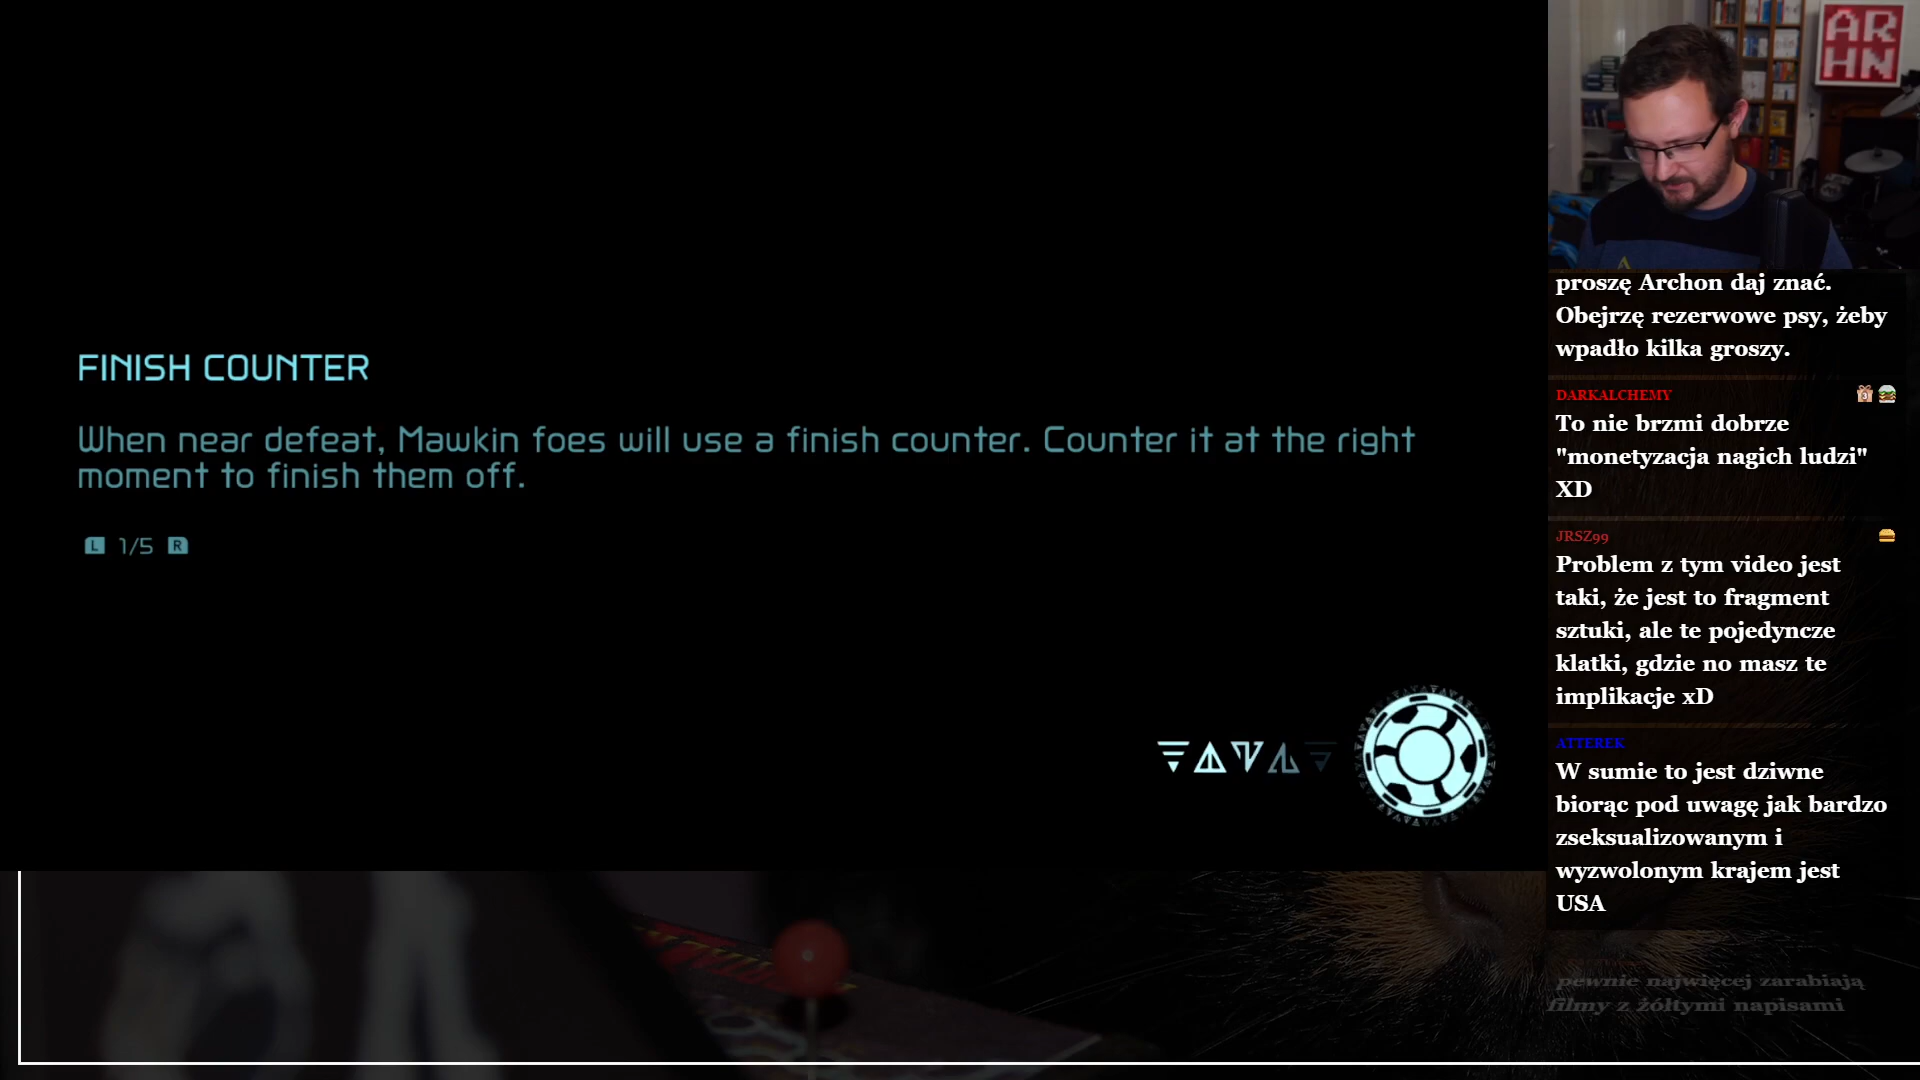 FINISH COUNTER
When near defeat, Mawkin foes will use a finish counter. Counter it at the right
moment to finish them off.
L 1/5 R
AR
HN
proszę Archon daj znać.
Obejrzę rezerwowe psy, żeby
wpadło kilka groszy.
DARKALCHEMY
To nie brzmi dobrze
"monetyzacja nagich ludzi"
XD
JRSZ99
Problem z tym video jest
taki, że jest to fragment
sztuki, ale te pojedyncze
klatki, gdzie no masz te
implikacje xD
ATTEREK
W sumie to jest dziwne
biorąc pod uwagę jak bardzo
zseksualizowanym i
wyzwolonym krajem jest
USA
pewnie najwięcej zarabiają
filmy z żółtymi napisami